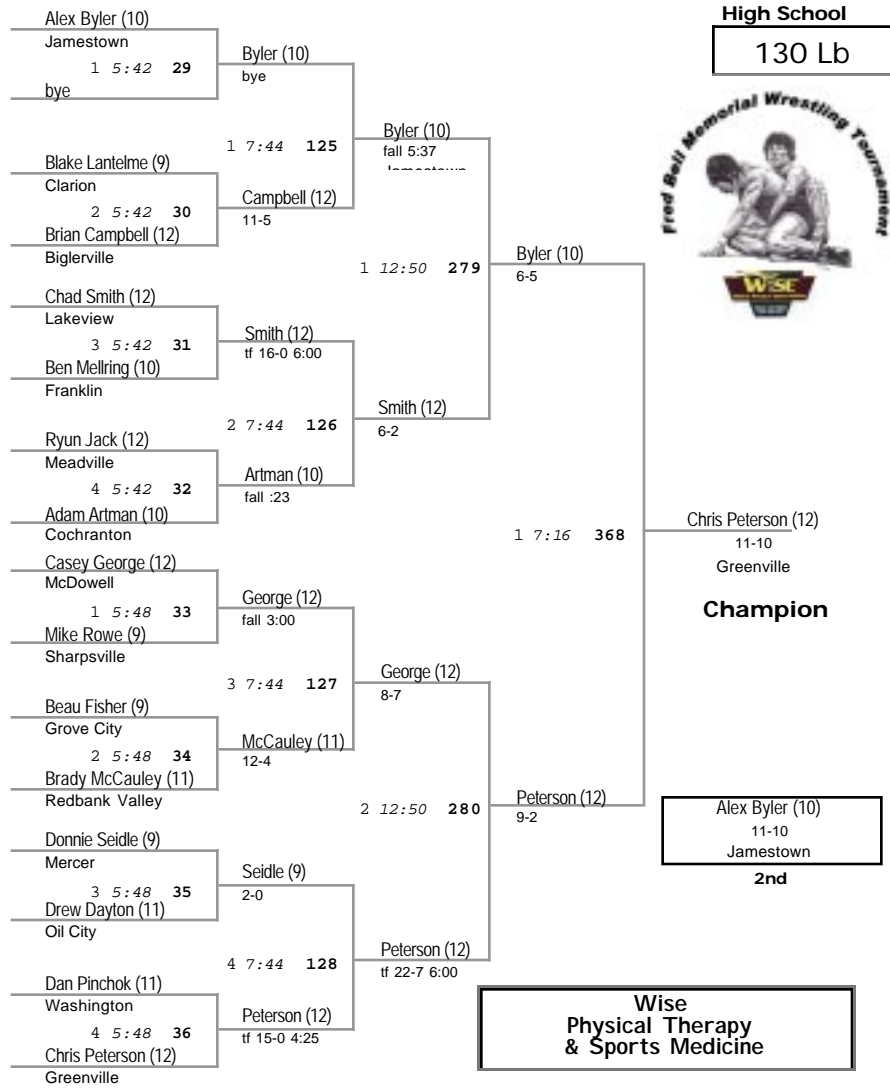 High School
130 Lb
Fred Bell Memorial Wrestling Tournament
WiSE
Alex Byler (10)
Jamestown
1 5:42 29
bye
Byler (10)
bye
1 7:44 125
Byler (10)
fall 5:37
Jamestown
Blake Lantelme (9)
Clarion
2 5:42 30
Brian Campbell (12)
Biglerville
Campbell (12)
11-5
1 12:50 279
Byler (10)
6-5
Chad Smith (12)
Lakeview
3 5:42 31
Ben Mellring (10)
Franklin
Smith (12)
tf 16-0 6:00
2 7:44 126
Smith (12)
6-2
Ryun Jack (12)
Meadville
4 5:42 32
Adam Artman (10)
Cochranton
Artman (10)
fall :23
1 7:16 368
Chris Peterson (12)
11-10
Greenville
Champion
Casey George (12)
McDowell
1 5:48 33
Mike Rowe (9)
Sharpsville
George (12)
fall 3:00
3 7:44 127
George (12)
8-7
Beau Fisher (9)
Grove City
2 5:48 34
Brady McCauley (11)
Redbank Valley
McCauley (11)
12-4
2 12:50 280
Peterson (12)
9-2
Alex Byler (10)
11-10
Jamestown
2nd
Donnie Seidle (9)
Mercer
3 5:48 35
Drew Dayton (11)
Oil City
Seidle (9)
2-0
4 7:44 128
Peterson (12)
tf 22-7 6:00
Dan Pinchok (11)
Washington
4 5:48 36
Chris Peterson (12)
Greenville
Peterson (12)
tf 15-0 4:25
Wise
Physical Therapy
& Sports Medicine